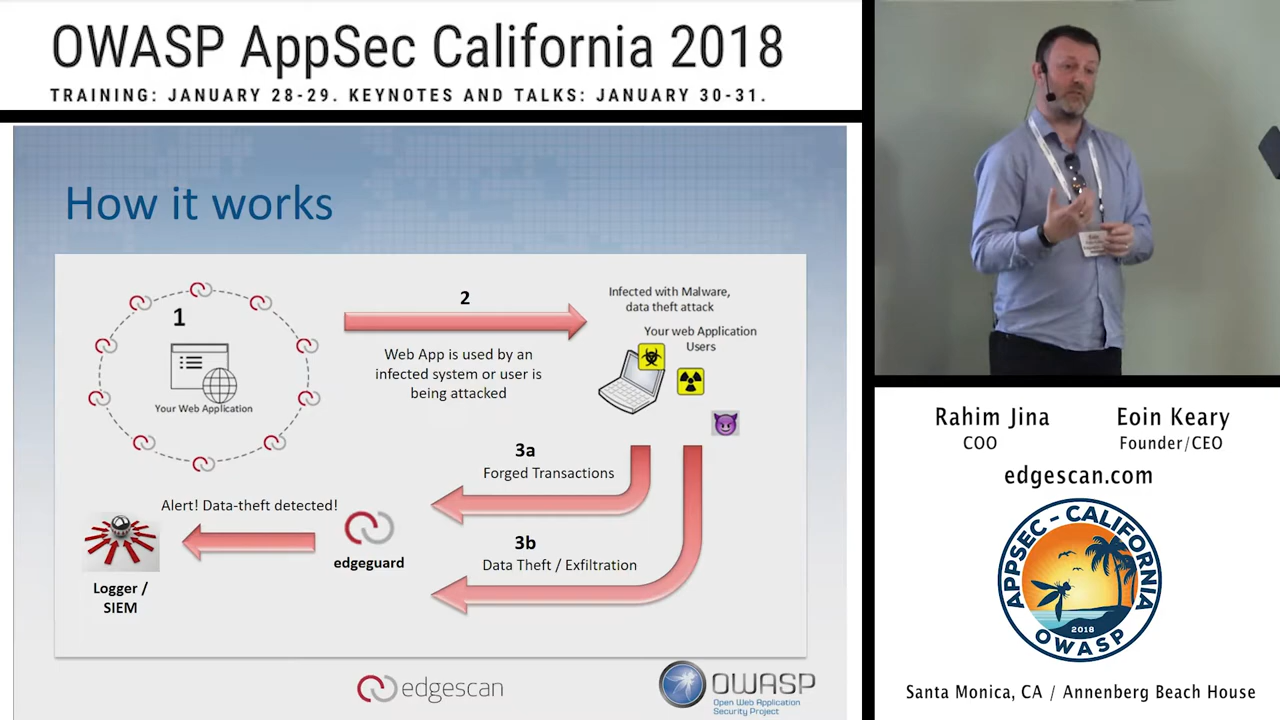 OWASP AppSec California 2018
TRAINING: JANUARY 28-29. KEYNOTES AND TALKS: JANUARY 30-31.
How it works
1
Your Web Application
2
Web App is used by an
infected system or user is
being attacked
Infected with Malware,
data theft attack
Your web Application
Users
3a
Forged Transactions
3b
Data Theft / Exfiltration
Alert! Data-theft detected!
edgeguard
Logger /
SIEM
edgescan
OWASP
Open Web Application
Security Project
Rahim Jina
COO
Eoin Keary
Founder/CEO
edgescan.com
APPSEC - CALIFORNIA
2018
OWASP
Santa Monica, CA / Annenberg Beach House